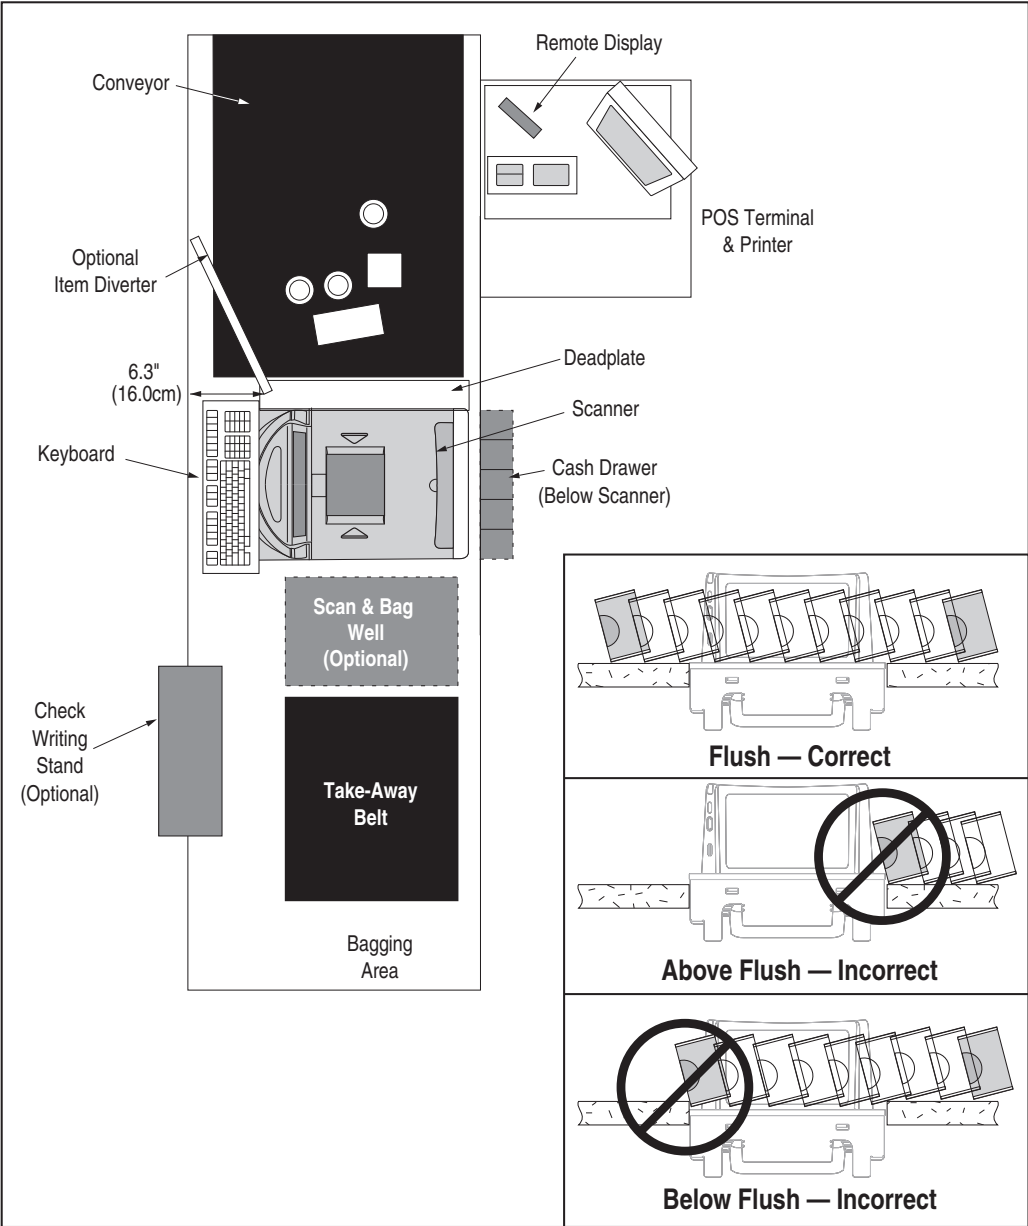 Remote Display
Conveyor
POS Terminal
& Printer
Optional
Item Diverter
Deadplate
6.3"
(16.0cm)
Scanner
Keyboard
Cash Drawer
(Below Scanner)
Scan & Bag
Well
(Optional)
Check
Writing
Stand
(Optional)
Take-Away
Belt
Bagging
Area
Flush — Correct
Above Flush — Incorrect
Below Flush — Incorrect